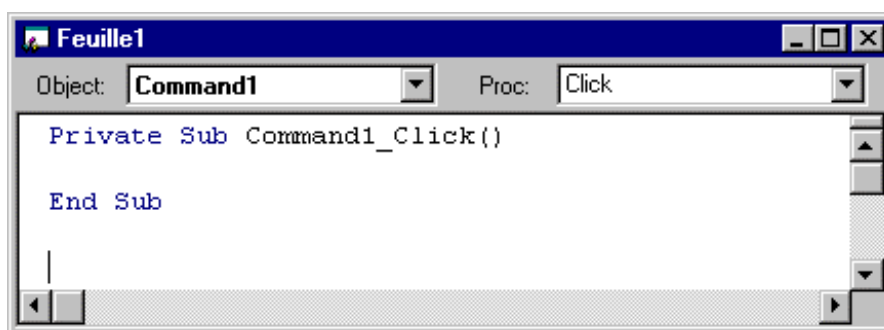 Feuille1
Object: Command1 Proc: Click
Private Sub Command1_Click()
End Sub